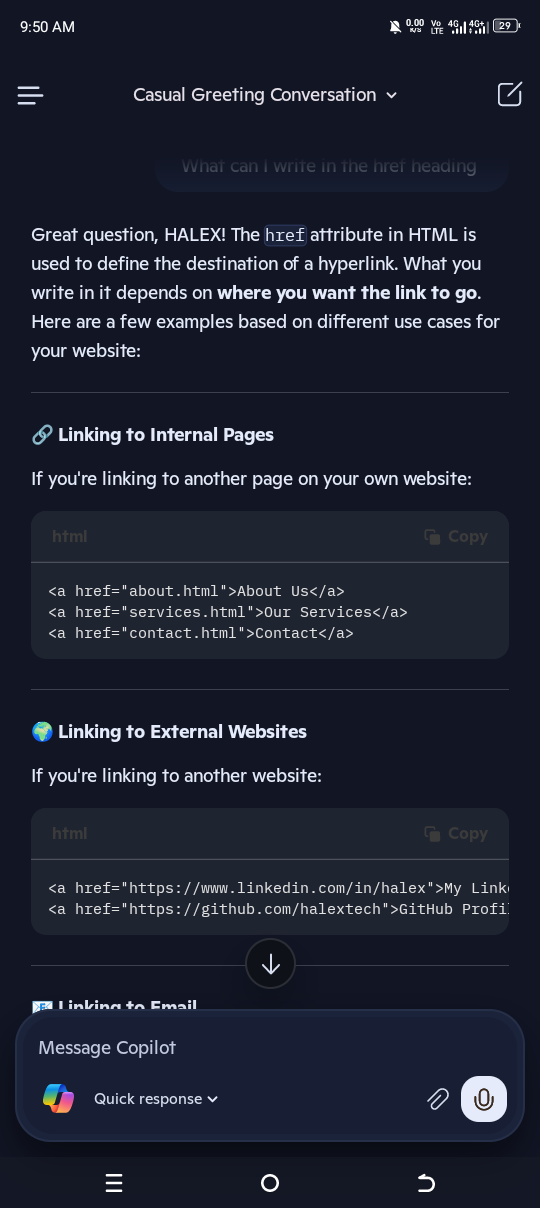 9:50 AM
0.00
K/S
Vo
LTE
4G
4G+
29
Casual Greeting Conversation
What can I write in the href heading
Great question, HALEX! The href attribute in HTML is
used to define the destination of a hyperlink. What you
write in it depends on where you want the link to go.
Here are a few examples based on different use cases for
your website:
🔗 Linking to Internal Pages
If you're linking to another page on your own website:
html Copy
<a href="about.html">About Us</a>
<a href="services.html">Our Services</a>
<a href="contact.html">Contact</a>
🌍 Linking to External Websites
If you're linking to another website:
html Copy
<a href="https://www.linkedin.com/in/halex">My Linke
<a href="https://github.com/halextech">GitHub Profil
📧 Linking to Email
Message Copilot
Quick response